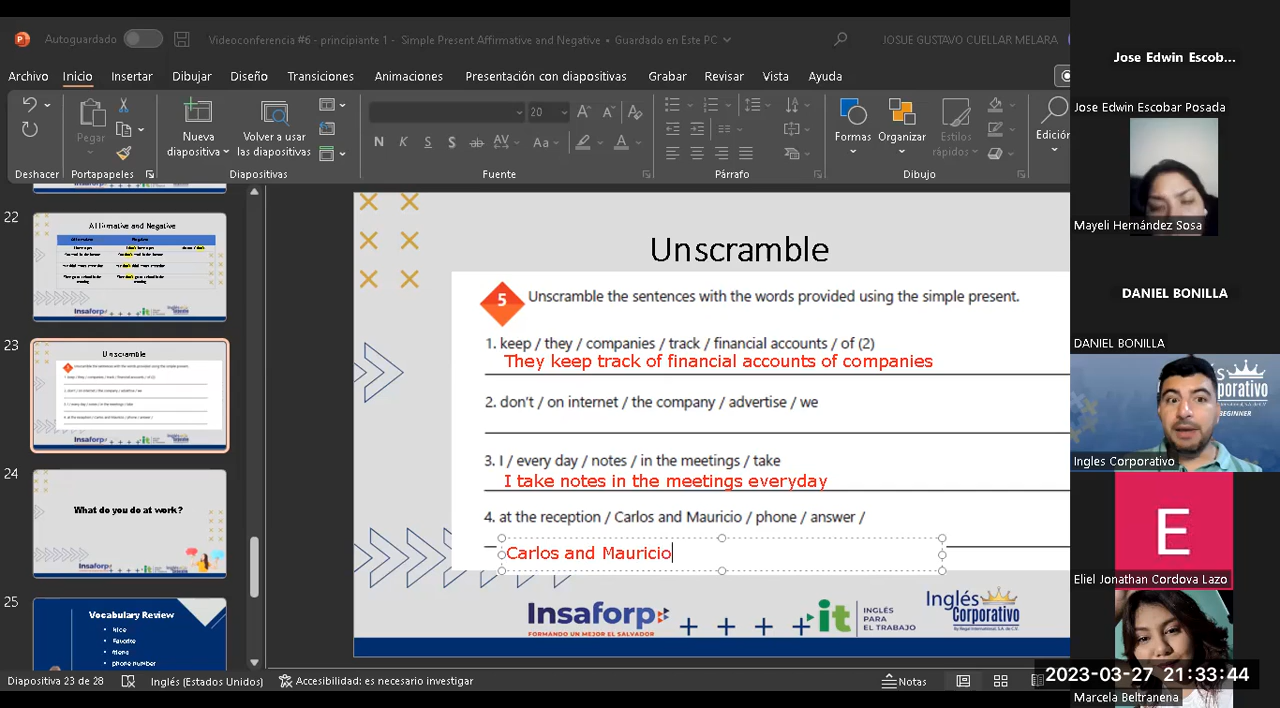 Autoguardado
Videoconferencia #6 - principiante 1 - Simple Present Affirmative and Negative • Guardado en Este PC
JOSUE GUSTAVO CUELLAR MELARA
Archivo Inicio Insertar Dibujar Diseño Transiciones Animaciones Presentación con diapositivas Grabar Revisar Vista Ayuda
Pegar
Nueva diapositiva
Volver a usar las diapositivas
20
N K S S ab AV Aa A
Formas
Organizar
Estilos rápidos
Edición
Deshacer Portapapeles Diapositivas Fuente Párrafo Dibujo
22
Affirmative and Negative
23
Unscramble
24
What do you do at work?
25
Vocabulary Review
• Nice
• Favorite
• friend
• phone number
Unscramble
5 Unscramble the sentences with the words provided using the simple present.
1. keep / they / companies / track / financial accounts / of (2)
They keep track of financial accounts of companies
2. don't / on internet / the company / advertise / we
3. I / every day / notes / in the meetings / take
I take notes in the meetings everyday
4. at the reception / Carlos and Mauricio / phone / answer /
Carlos and Mauricio
Insaforp
FORMANDO UN MEJOR EL SALVADOR
it INGLÉS PARA EL TRABAJO
Inglés Corporativo
Diapositiva 23 de 28
Inglés (Estados Unidos)
Accesibilidad: es necesario investigar
Notas
Jose Edwin Escob...
Jose Edwin Escobar Posada
Mayeli Hernández Sosa
DANIEL BONILLA
DANIEL BONILLA
BEGINNER
Ingles Corporativo
E
Eliel Jonathan Cordova Lazo
2023-03-27 21:33:44
Marcela Beltranena